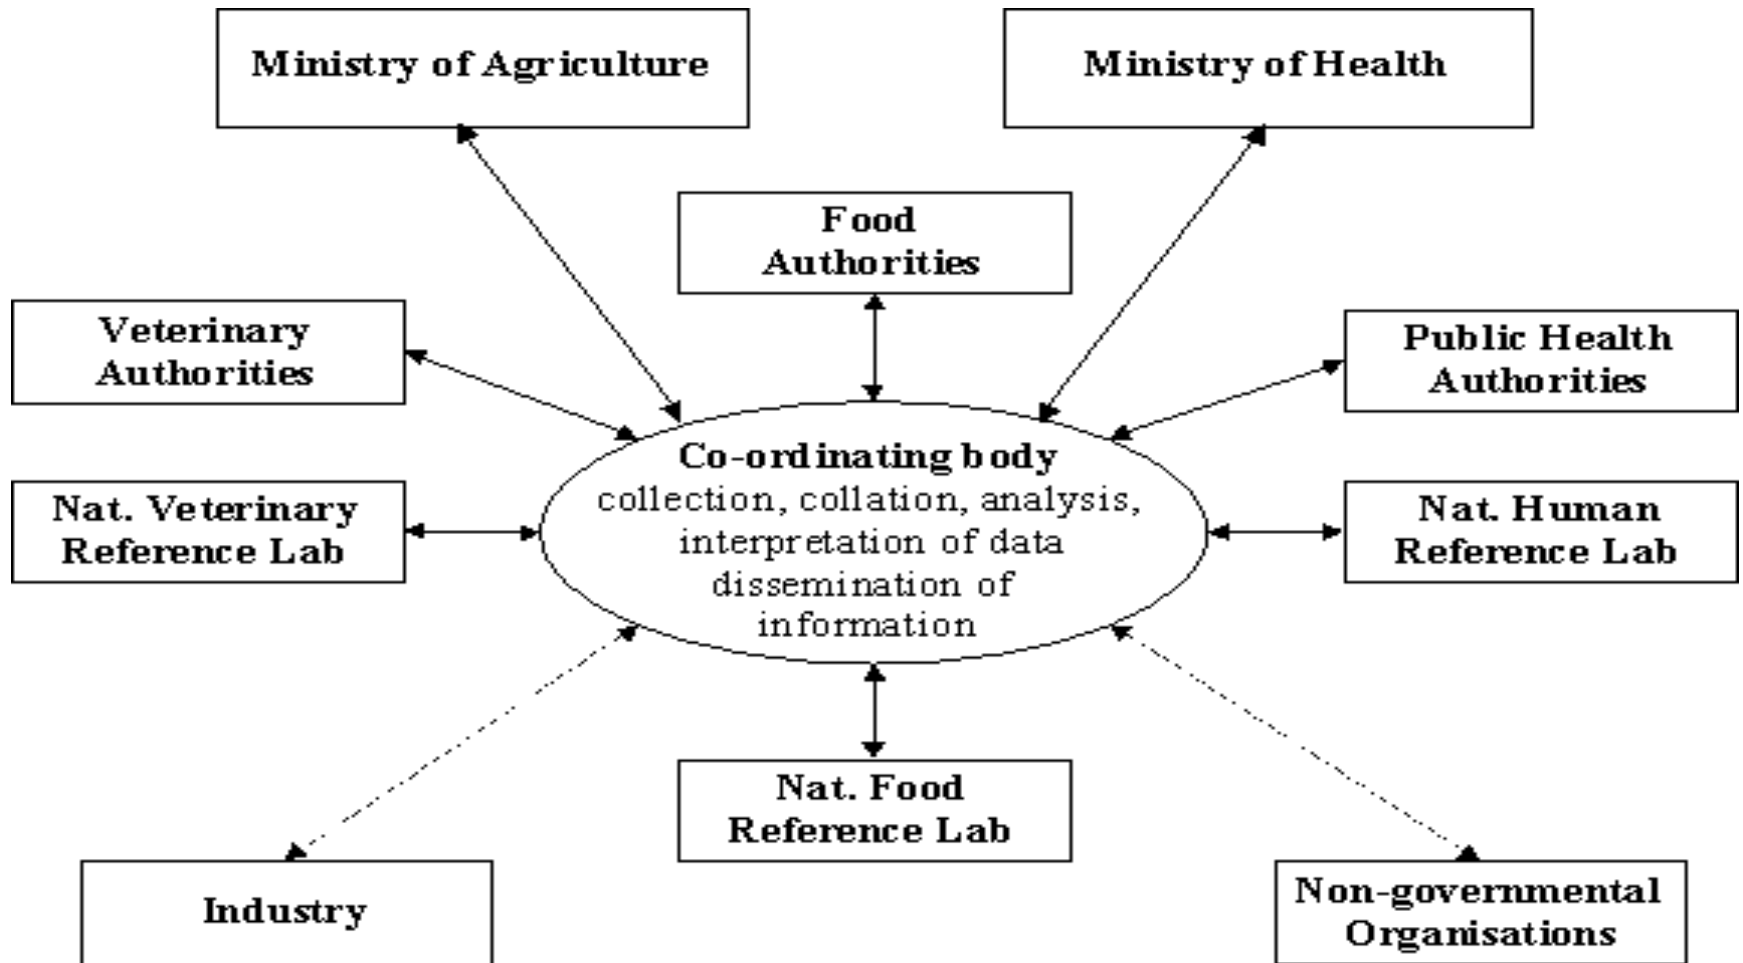 Ministry of Agriculture
Ministry of Health
Food
Authorities
Veterinary
Authorities
Public Health
Authorities
Co-ordinating body
collection, collation, analysis,
interpretation of data
dissemination of
information
Nat. Veterinary
Reference Lab
Nat. Human
Reference Lab
Nat. Food
Reference Lab
Industry
Non-governmental
Organisations